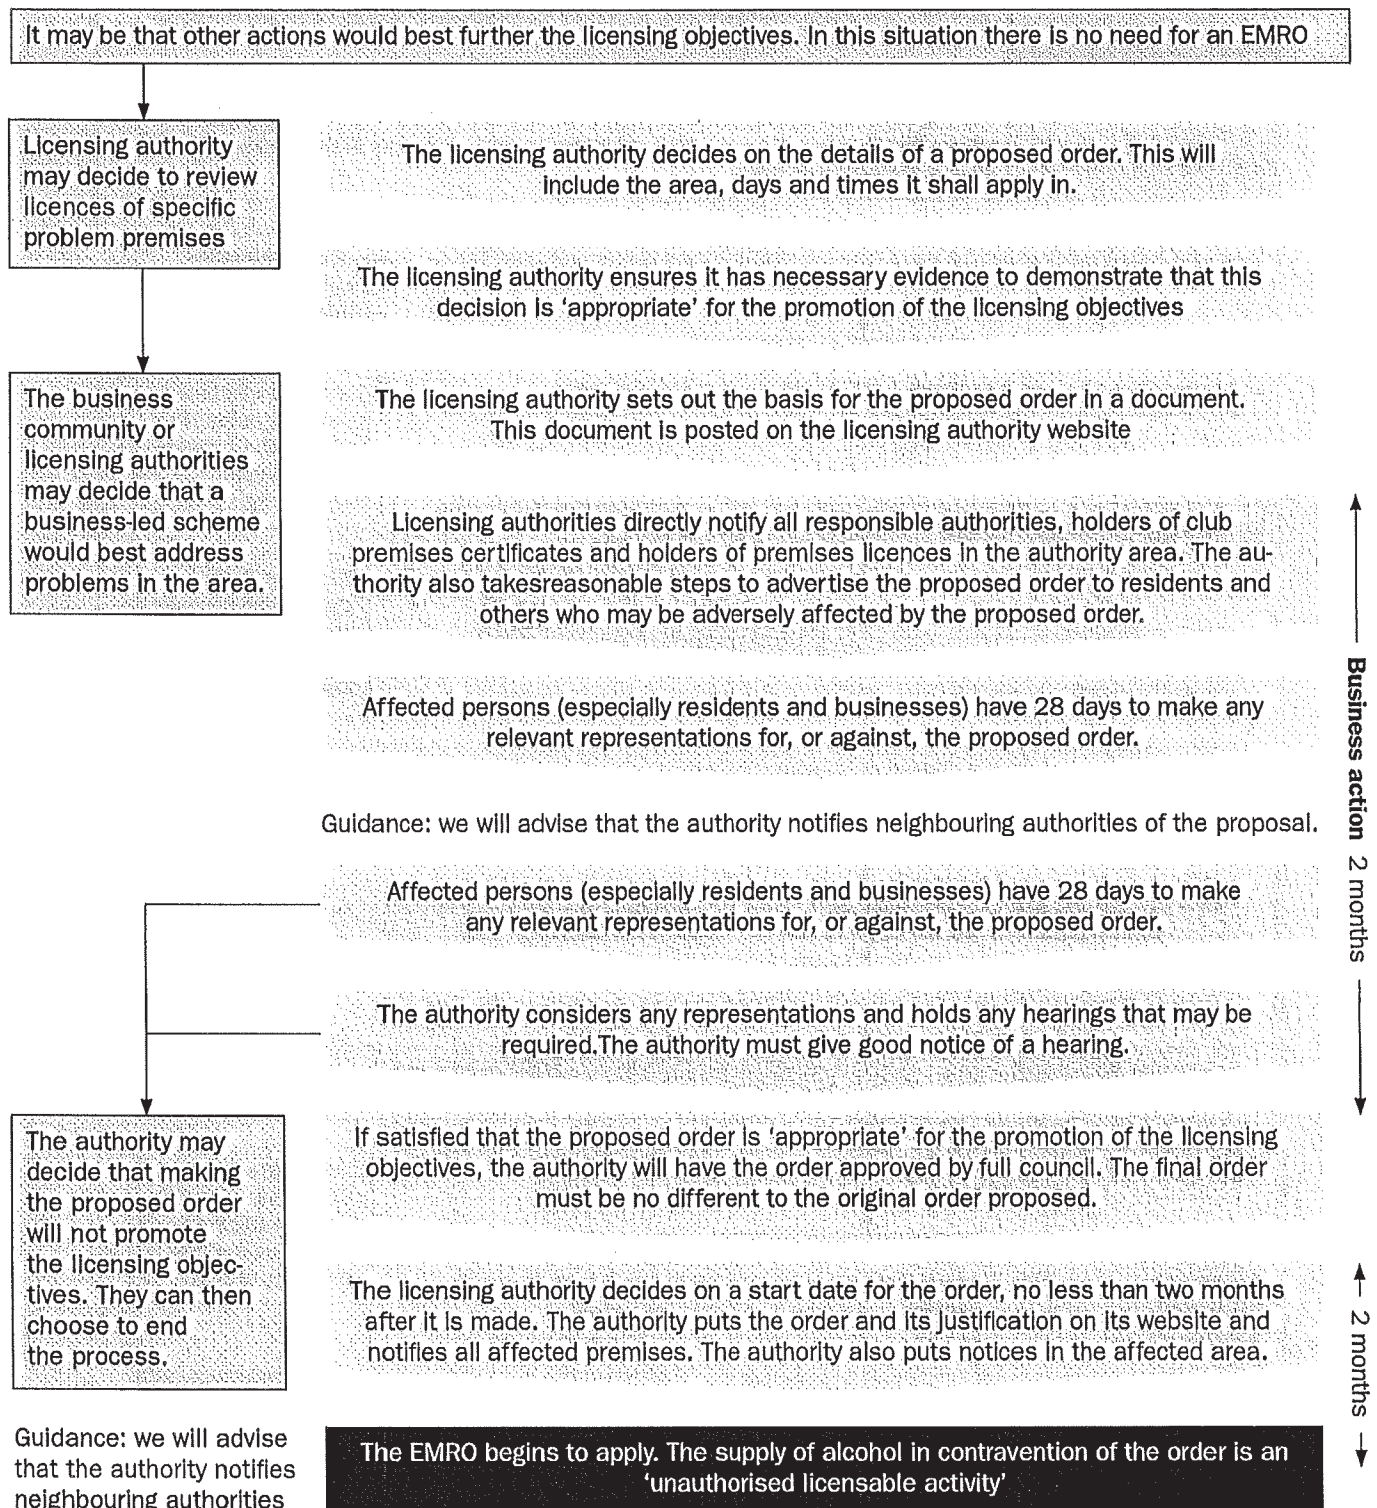 It may be that other actions would best further the licensing objectives. In this situation there is no need for an EMRO
Licensing authority
may decide to review
licences of specific
problem premises
The business
community or
licensing authorities
may decide that a
business-led scheme
would best address
problems in the area.
The licensing authority decides on the details of a proposed order. This will
include the area, days and times it shall apply in.
The licensing authority ensures it has necessary evidence to demonstrate that this
decision is ‘appropriate’ for the promotion of the licensing objectives
The licensing authority sets out the basis for the proposed order in a document.
This document is posted on the licensing authority website
Licensing authorities directly notify all responsible authorities, holders of club
premises certificates and holders of premises licences in the authority area. The au-
thority also takesreasonable steps to advertise the proposed order to residents and
others who may be adversely affected by the proposed order.
Affected persons (especially residents and businesses) have 28 days to make any
relevant representations for, or against, the proposed order.
Guidance: we will advise that the authority notifies neighbouring authorities of the proposal.
Affected persons (especially residents and businesses) have 28 days to make
any relevant representations for, or against, the proposed order.
The authority considers any representations and holds any hearings that may be
required.The authority must give good notice of a hearing.
Business action 2 months
The authority may
decide that making
the proposed order
will not promote
the licensing objec-
tives. They can then
choose to end
the process.
If satisfied that the proposed order is ‘appropriate’ for the promotion of the licensing
objectives, the authority will have the order approved by full council. The final order
must be no different to the original order proposed.
The licensing authority decides on a start date for the order, no less than two months
after it is made. The authority puts the order and its justification on its website and
notifies all affected premises. The authority also puts notices in the affected area.
2 months
Guidance: we will advise
that the authority notifies
neighbouring authorities
The EMRO begins to apply. The supply of alcohol in contravention of the order is an
‘unauthorised licensable activity’